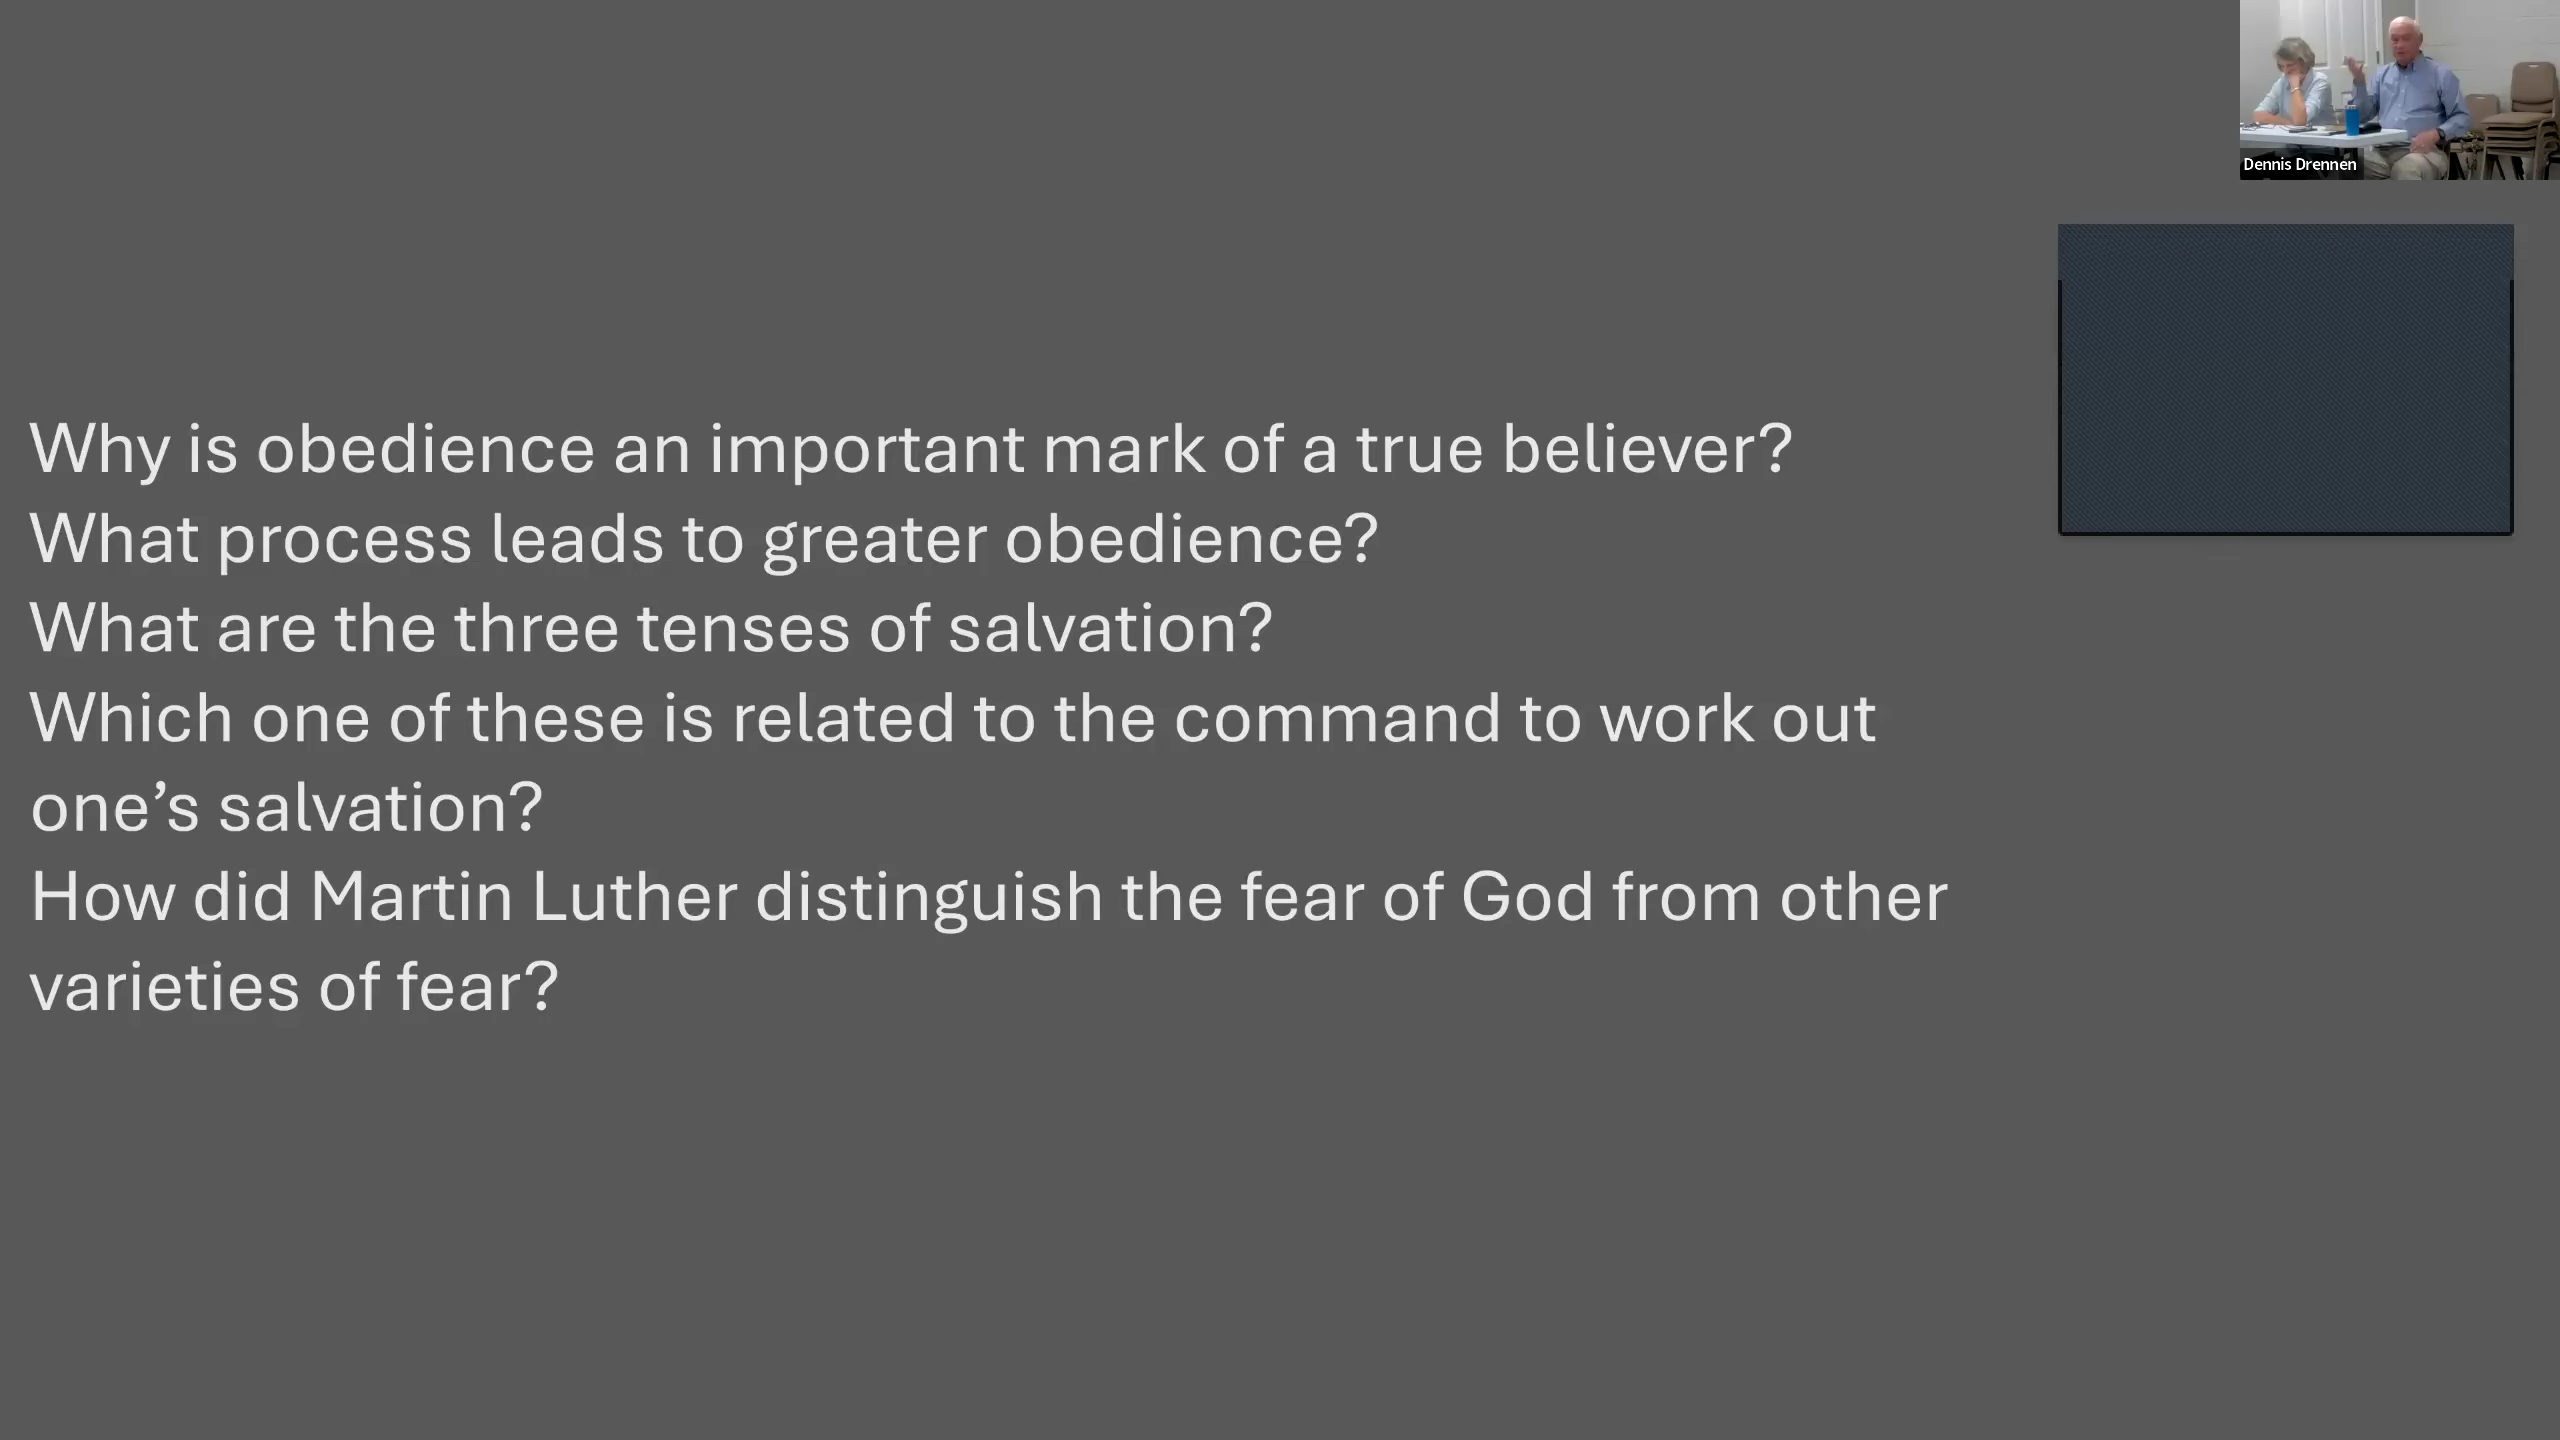 Dennis Drennen
Why is obedience an important mark of a true believer?
What process leads to greater obedience?
What are the three tenses of salvation?
Which one of these is related to the command to work out
one’s salvation?
How did Martin Luther distinguish the fear of God from other
varieties of fear?